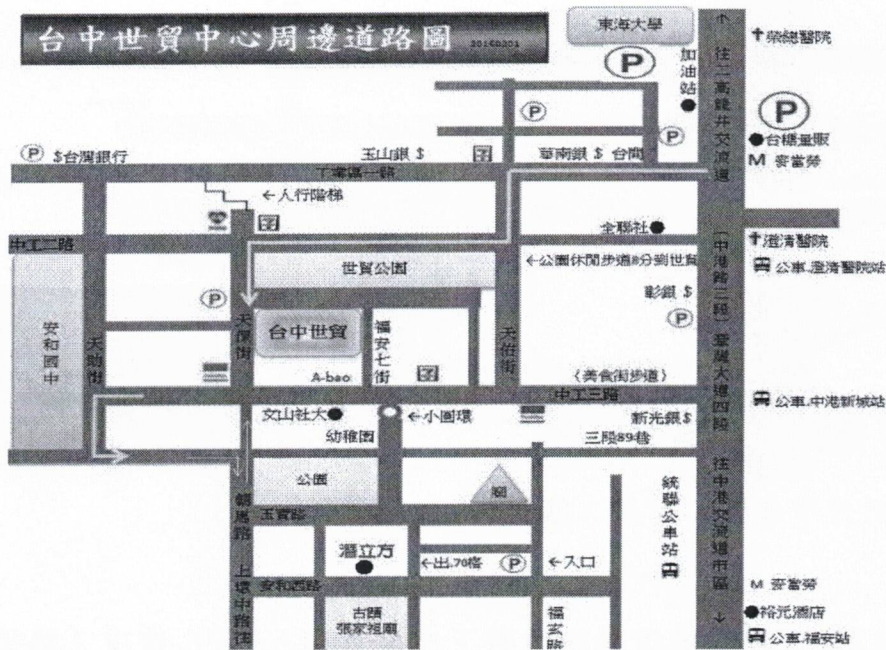 台中世貿中心周邊道路圖 20150301
東海大學
榮總醫院
加油站
P
P
P
P
台糖量販
M 麥當勞
往二高龍井交流道
P $台灣銀行
玉山銀 $
華南銀 $ 台簡
工業區一路
←人行階梯
全聯社
中工二路
世貿公園
←公園休閒步道8分到世貿
澄清醫院
公車.澄清醫院站
彰銀 $
P
P
安和國中
天助街
天保街
台中世貿
福安七街
天佑街
(中港路三段)
臺灣大道四段
A-bao
〈美食街步道〉
中工三路
公車.中港新城站
文山社大
←小圓環
新光銀$
幼稚園
三段89巷
公園
廟
統聯公車站
往中港交流道市區
玉寶路
朝馬路
上環中路往
潛立方
←出.70格
P
←入口
安和西路
M 麥當勞
古蹟
張家祖廟
福玄路
裕元酒店
公車.福安站